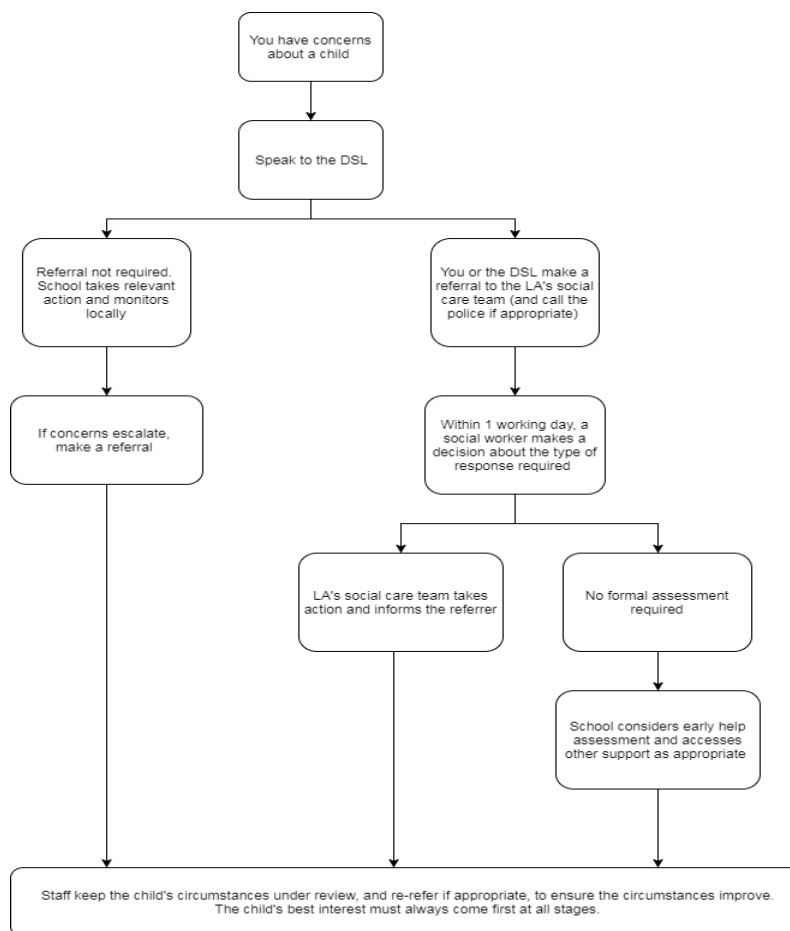 You have concerns
about a child
Speak to the DSL
Referral not required.
School takes relevant
action and monitors
locally
You or the DSL make a
referral to the LA's social
care team (and call the
police if appropriate)
If concerns escalate,
make a referral
Within 1 working day, a
social worker makes a
decision about the type of
response required
LA's social care team takes
action and informs the referrer
No formal assessment
required
School considers early help
assessment and accesses
other support as appropriate
Staff keep the child's circumstances under review, and re-refer if appropriate, to ensure the circumstances improve.
The child's best interest must always come first at all stages.